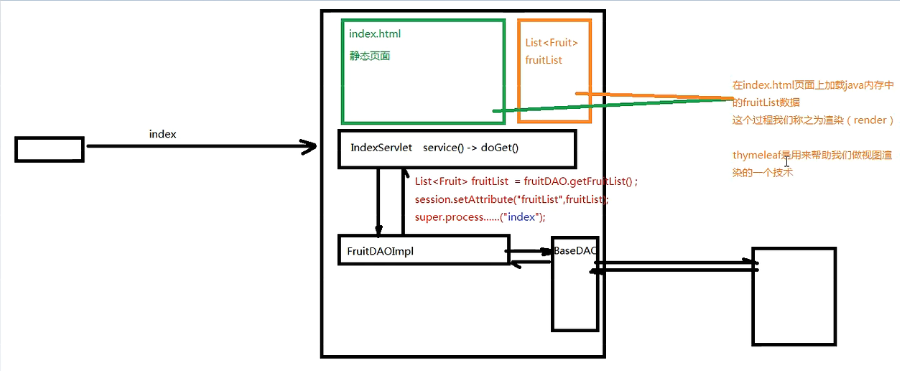 index.html
静态页面
List<Fruit>
fruitList
在index.html页面上加载java内存中
的fruitList数据
这个过程我们称之为渲染（render）
thymeleaf是用来帮助我们做视图渲
染的一个技术
index
IndexServlet service() -> doGet()
List<Fruit> fruitList = fruitDAO.getFruitList() ;
session.setAttribute("fruitList",fruitList);
super.process......("index");
FruitDAOImpl
BaseDAO